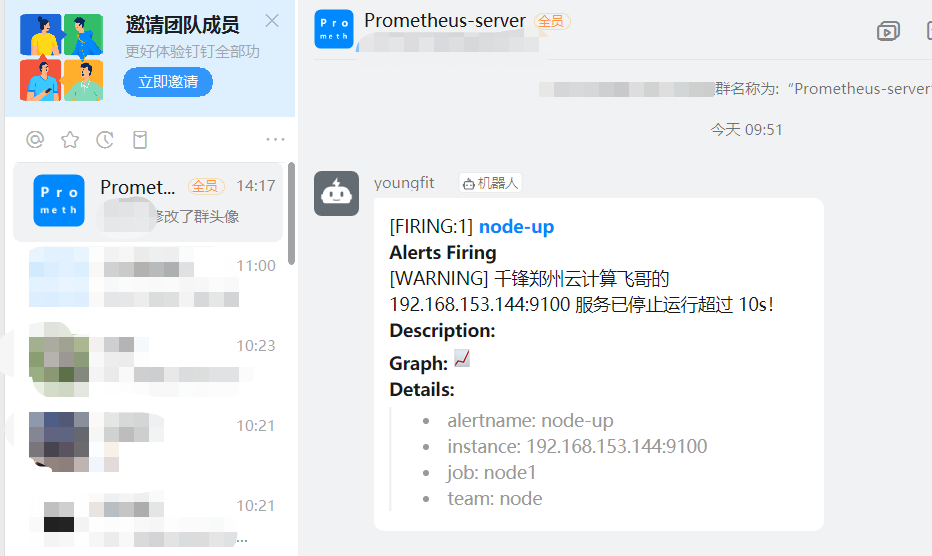 邀请团队成员
更好体验钉钉全部功
立即邀请
Pro
meth
Promet...
全员
14:17
修改了群头像
11:00
10:23
10:21
10:21
...
Pro
meth
Prometheus-server
全员
群名称为:“Prometheus-server
今天 09:51
youngfit
机器人
[FIRING:1] node-up
Alerts Firing
[WARNING] 千锋郑州云计算飞哥的
192.168.153.144:9100 服务已停止运行超过 10s!
Description:
Graph:
Details:
• alertname: node-up
• instance: 192.168.153.144:9100
• job: node1
• team: node